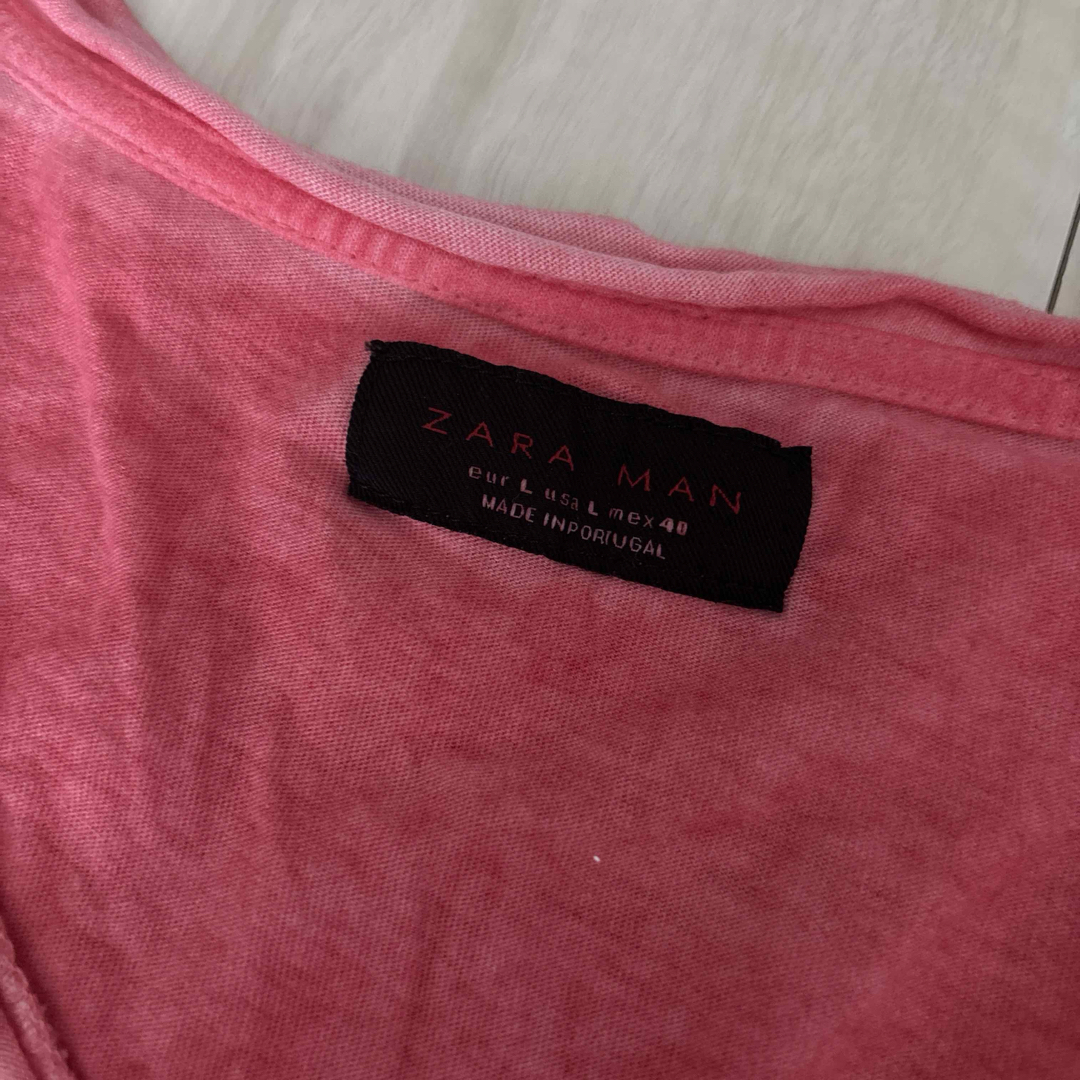 ZARA MAN
eur L usa L mex 40
MADE IN PORTUGAL